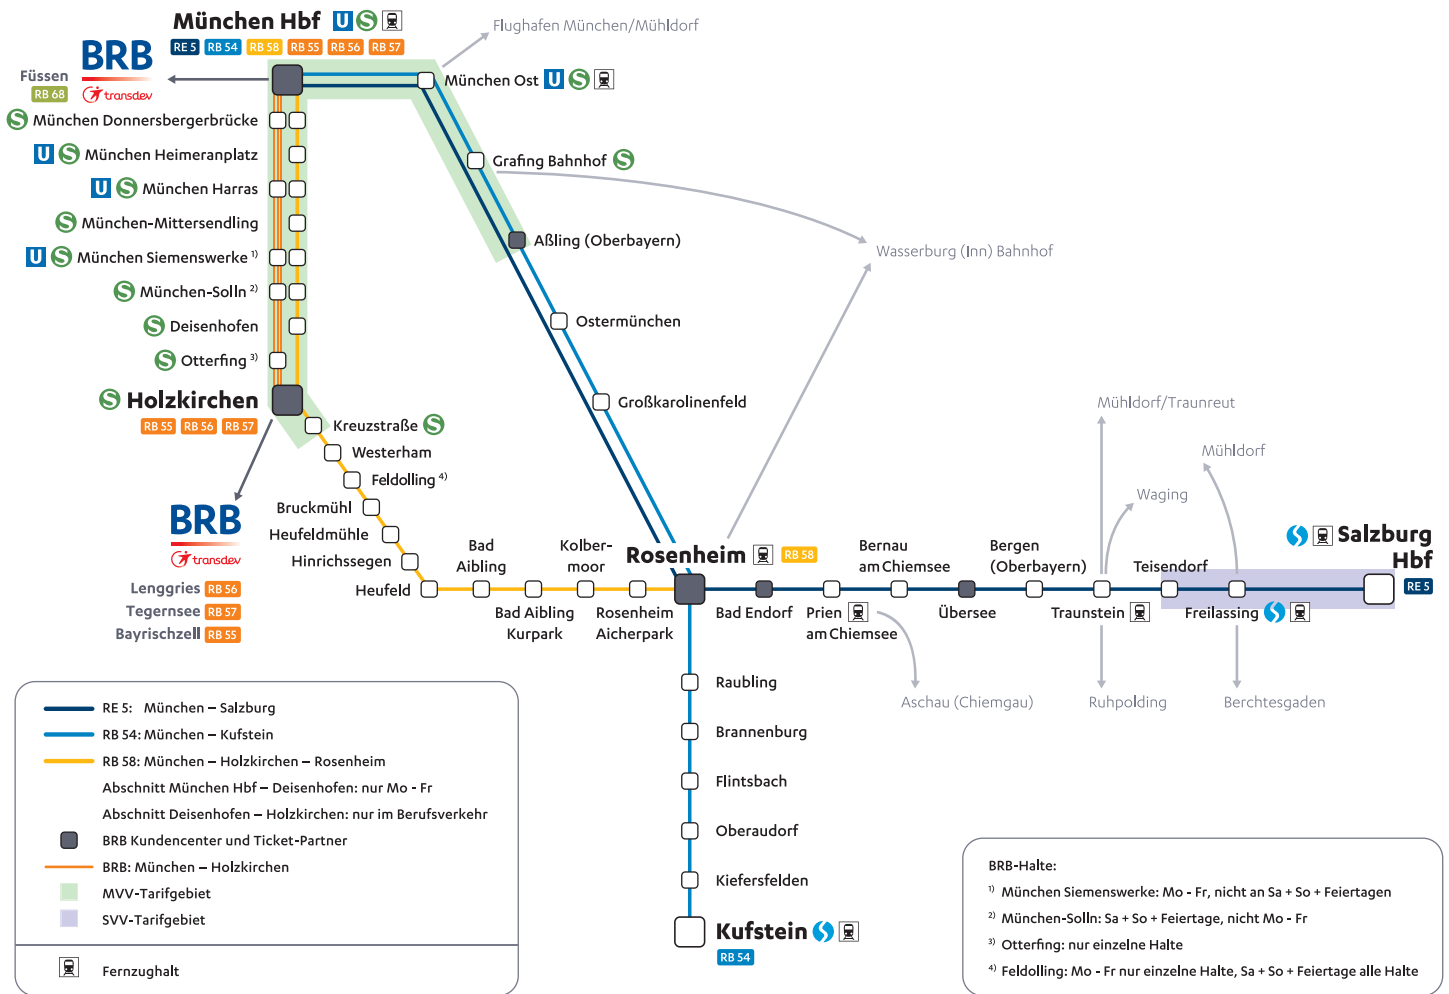 München Hbf U S
RE 5 RB 54 RB 58 RB 55 RB 56 RB 57
Flughafen München/Mühldorf
BRB
transdev
Füssen
RB 68
München Ost U S
S München Donnersbergerbrücke
U S München Heimeranplatz
U S München Harras
S München-Mittersendling
U S München Siemenswerke 1)
S München-Solln 2)
S Deisenhofen
S Otterfing 3)
S Holzkirchen
RB 55 RB 56 RB 57
Grafing Bahnhof S
Aßling (Oberbayern)
Ostermünchen
Großkarolinenfeld
Wasserburg (Inn) Bahnhof
Kreuzstraße S
Westerham
Feldolling 4)
Bruckmühl
Heufeldmühle
Hinrichssegen
Heufeld
Bad
Aibling
Bad Aibling
Kurpark
Kolber-
moor
Rosenheim
Aicherpark
BRB
transdev
Lenggries RB 56
Tegernsee RB 57
Bayrischzell RB 55
Rosenheim RB 58
Bad Endorf
Prien
am Chiemsee
Bernau
am Chiemsee
Übersee
Bergen
(Oberbayern)
Traunstein
Teisendorf
Freilassing S
S Salzburg
Hbf
RE 5
Mühldorf/Traunreut
Waging
Mühldorf
Aschau (Chiemgau)
Ruhpolding
Berchtesgaden
Raubling
Brannenburg
Flintsbach
Oberaudorf
Kiefersfelden
Kufstein S
RB 54
RE 5: München – Salzburg
RB 54: München – Kufstein
RB 58: München – Holzkirchen – Rosenheim
Abschnitt München Hbf – Deisenhofen: nur Mo - Fr
Abschnitt Deisenhofen – Holzkirchen: nur im Berufsverkehr
BRB Kundencenter und Ticket-Partner
BRB: München – Holzkirchen
MVV-Tarifgebiet
SVV-Tarifgebiet
Fernzughalt
BRB-Halte:
1) München Siemenswerke: Mo - Fr, nicht an Sa + So + Feiertagen
2) München-Solln: Sa + So + Feiertage, nicht Mo - Fr
3) Otterfing: nur einzelne Halte
4) Feldolling: Mo - Fr nur einzelne Halte, Sa + So + Feiertage alle Halte